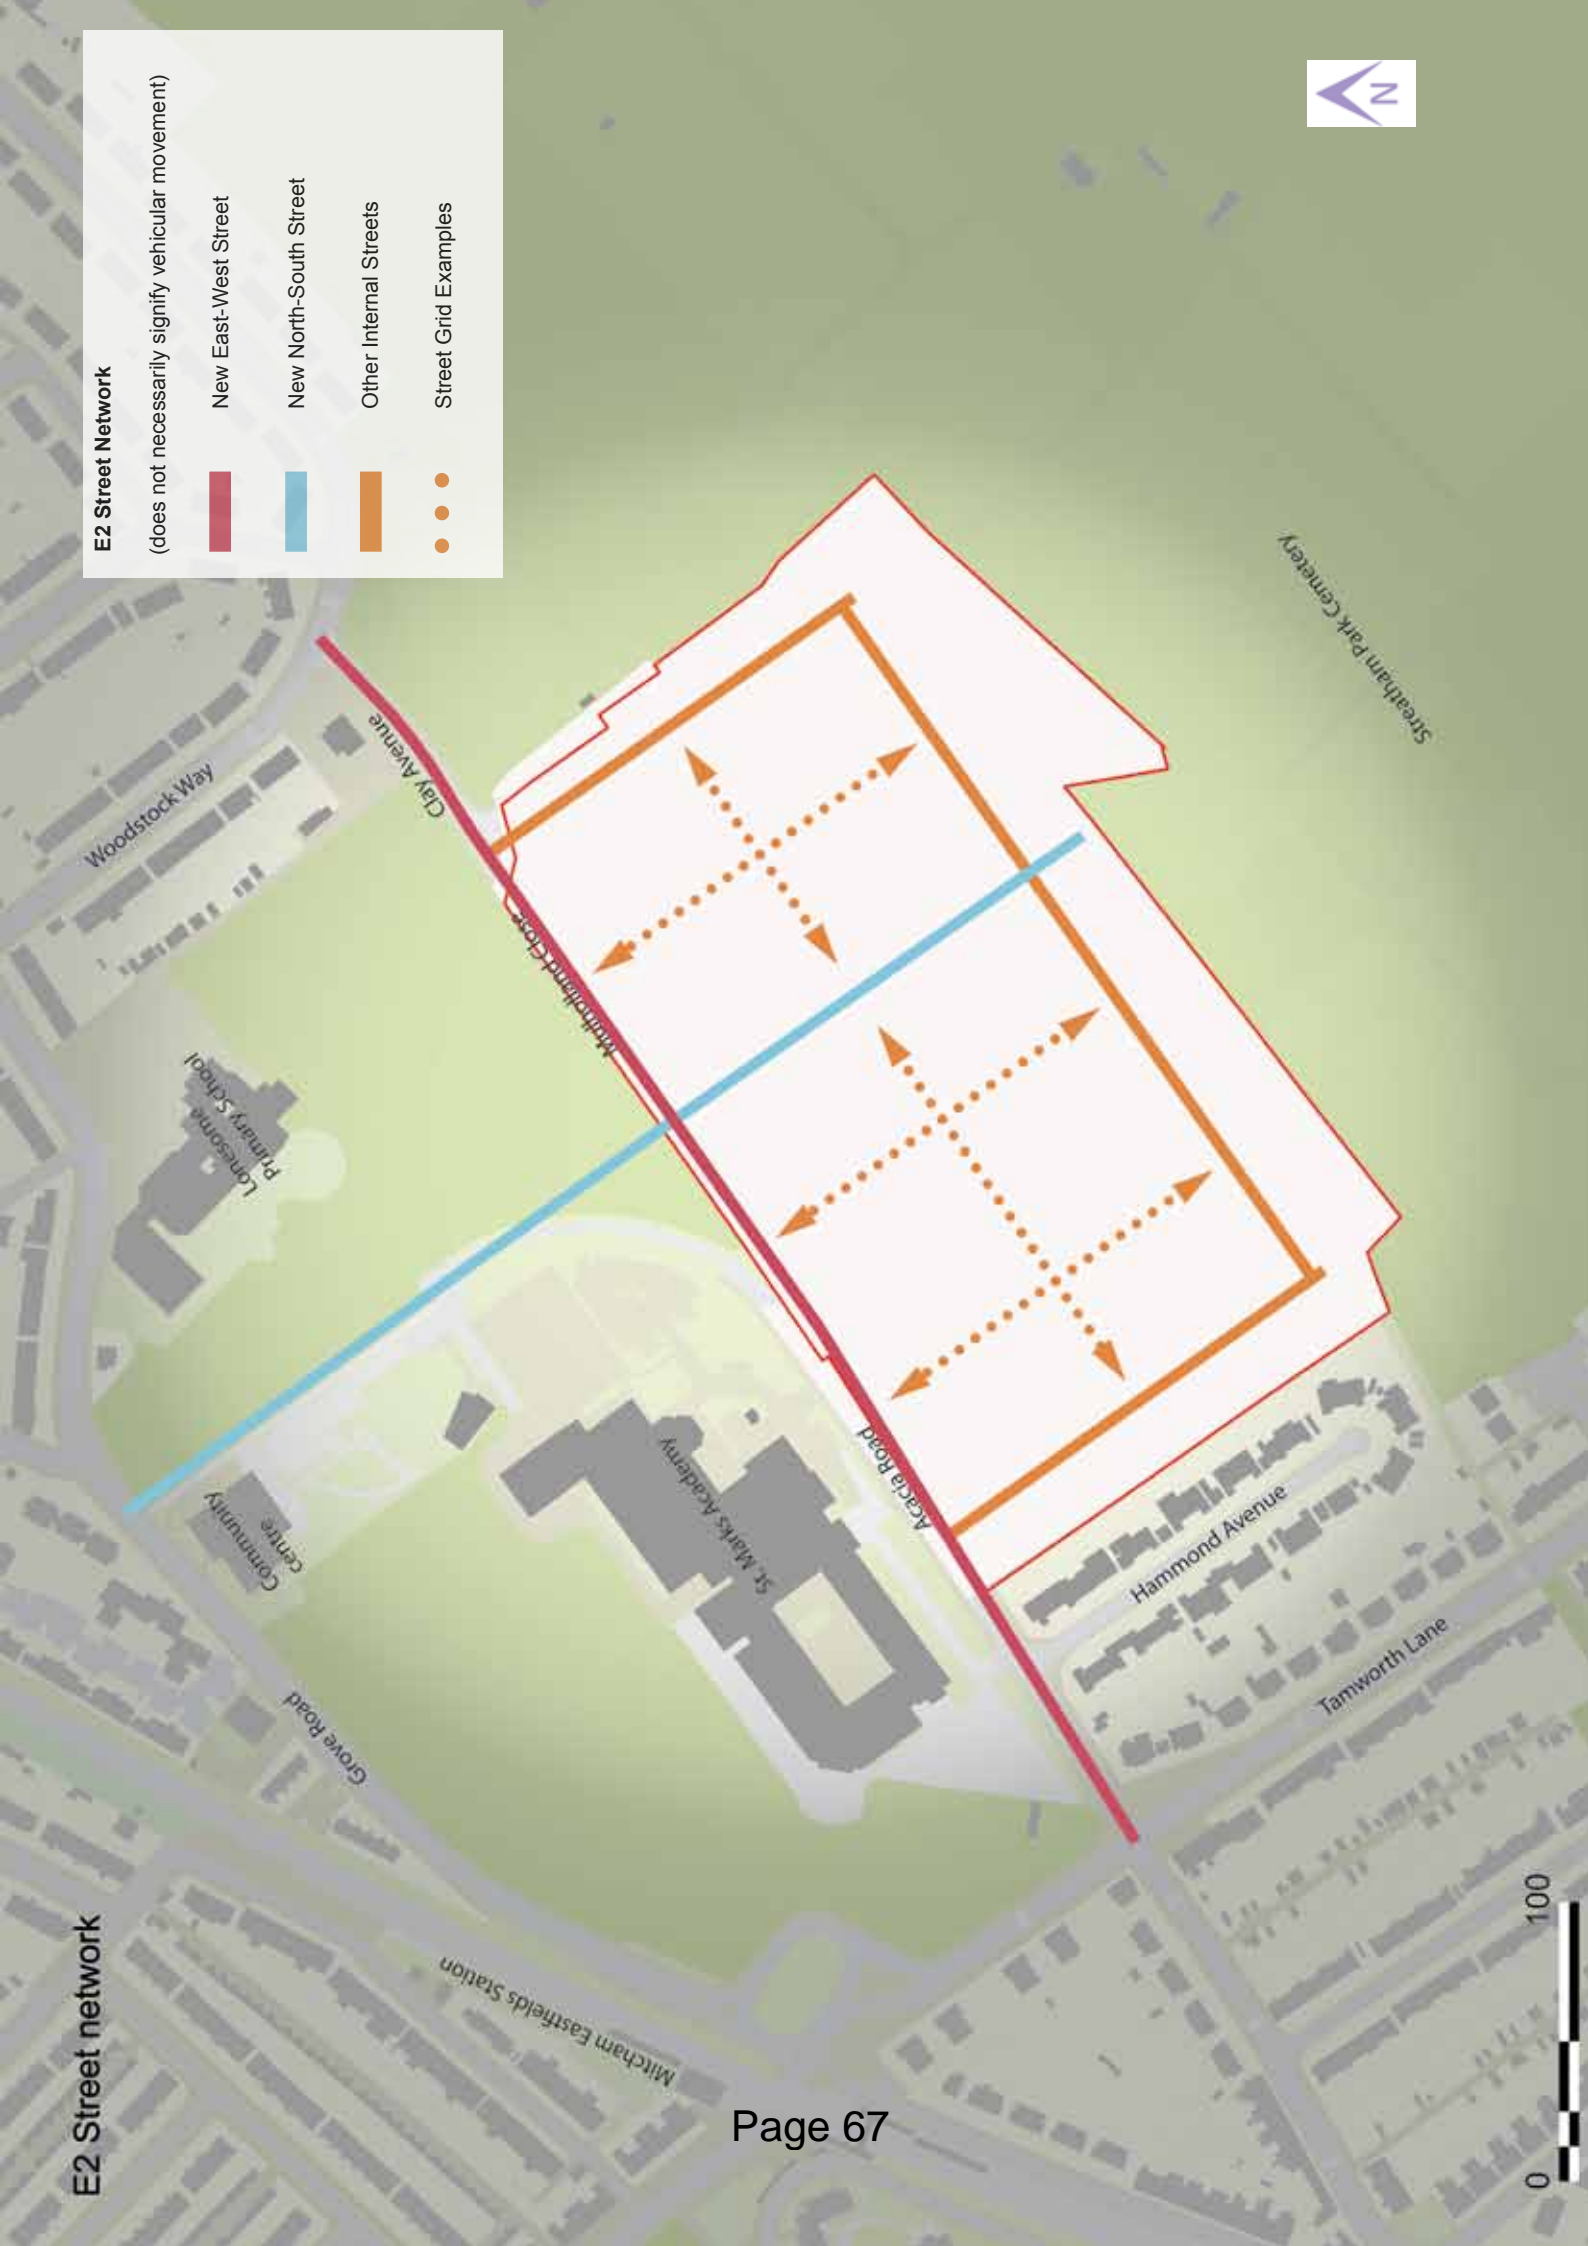 E2 Street network
E2 Street Network
(does not necessarily signify vehicular movement)
New East-West Street
New North-South Street
Other Internal Streets
Street Grid Examples
N
Woodstock Way
Clay Avenue
Mulholland Close
Lonesome
Primary School
Community
centre
Grove Road
St. Marks Academy
Acacia Road
Hammond Avenue
Tamworth Lane
Mitcham Eastfields Station
Streatham Park Cemetery
0
100
Page 67